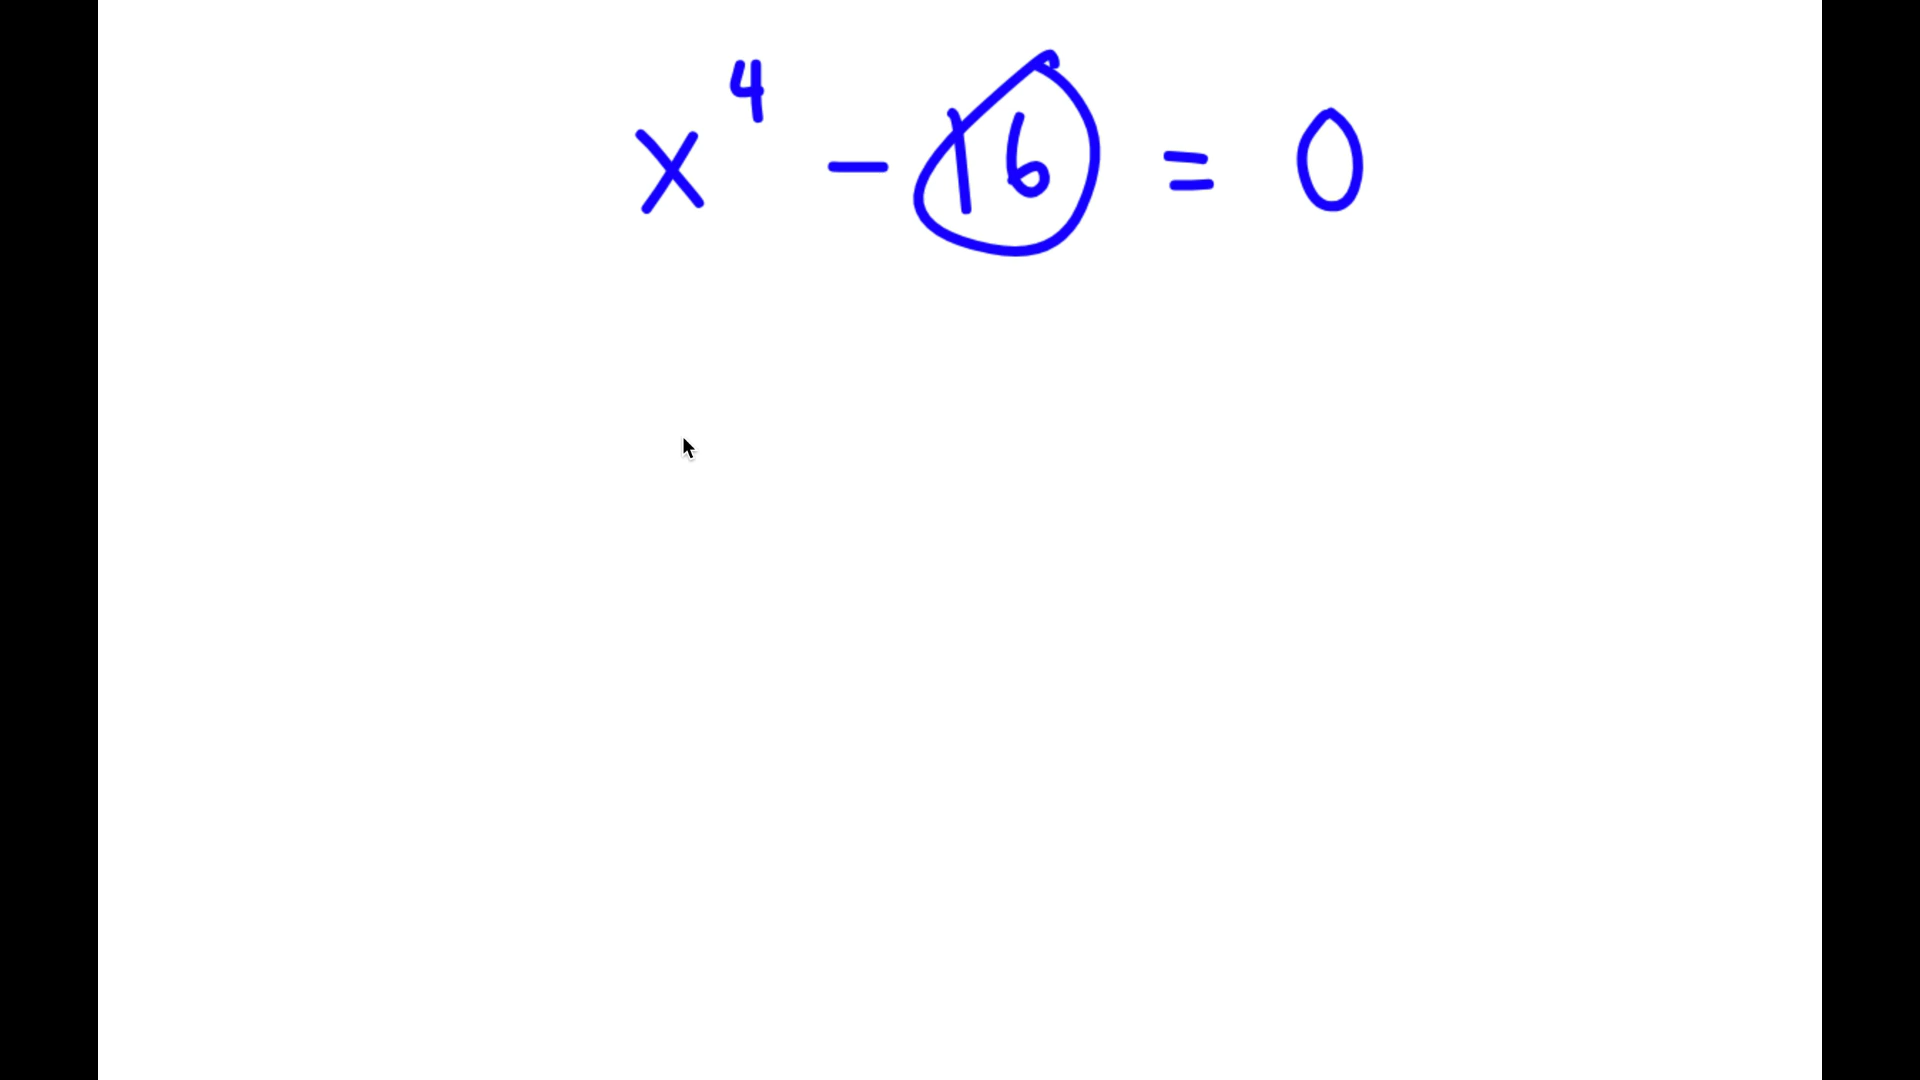 x⁴ - 16 = 0